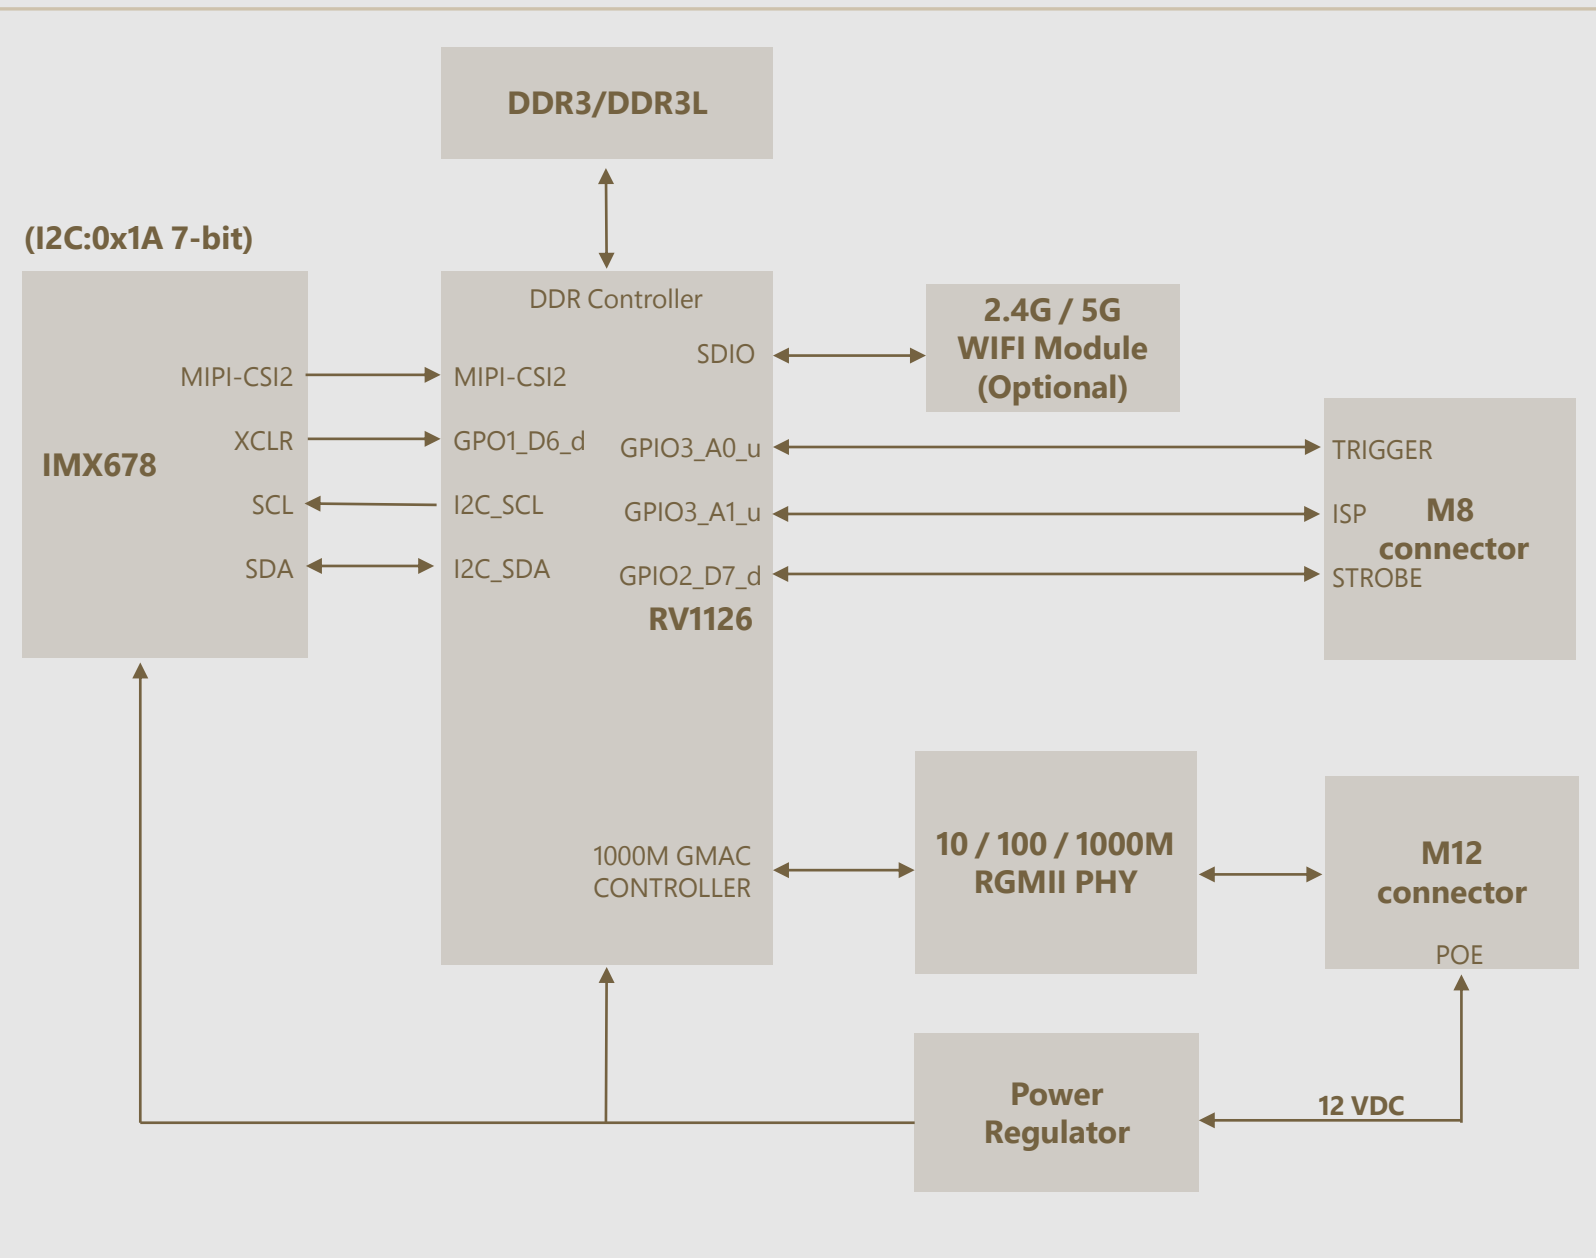 DDR3/DDR3L
(I2C:0x1A 7-bit)
IMX678
MIPI-CSI2
XCLR
SCL
SDA
DDR Controller
MIPI-CSI2
GPO1_D6_d
I2C_SCL
I2C_SDA
SDIO
GPIO3_A0_u
GPIO3_A1_u
GPIO2_D7_d
RV1126
1000M GMAC
CONTROLLER
2.4G / 5G
WIFI Module
(Optional)
TRIGGER
ISP
STROBE
M8
connector
10 / 100 / 1000M
RGMII PHY
M12
connector
POE
Power
Regulator
12 VDC